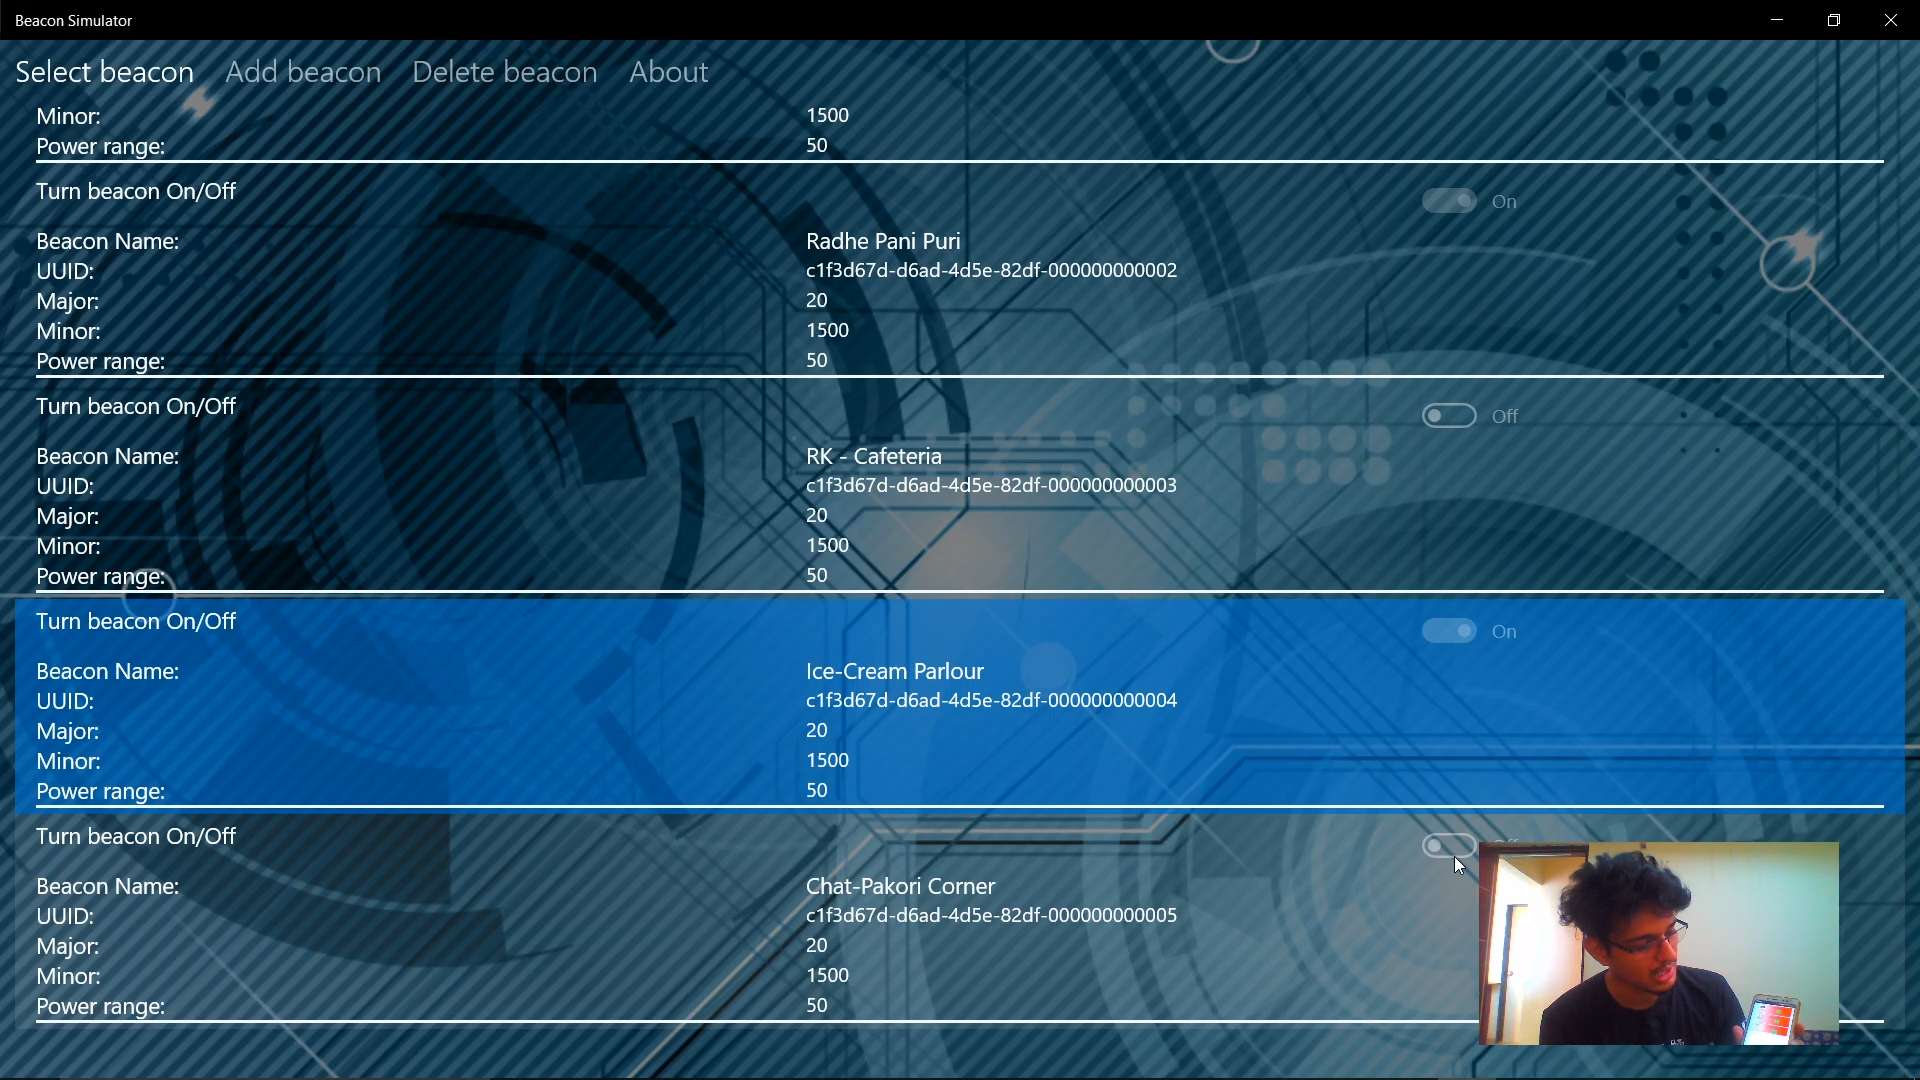 Beacon Simulator
Select beacon Add beacon Delete beacon About
Minor: 1500
Power range: 50
Turn beacon On/Off On
Beacon Name: Radhe Pani Puri
UUID: c1f3d67d-d6ad-4d5e-82df-000000000002
Major: 20
Minor: 1500
Power range: 50
Turn beacon On/Off Off
Beacon Name: RK - Cafeteria
UUID: c1f3d67d-d6ad-4d5e-82df-000000000003
Major: 20
Minor: 1500
Power range: 50
Turn beacon On/Off On
Beacon Name: Ice-Cream Parlour
UUID: c1f3d67d-d6ad-4d5e-82df-000000000004
Major: 20
Minor: 1500
Power range: 50
Turn beacon On/Off
Beacon Name: Chat-Pakori Corner
UUID: c1f3d67d-d6ad-4d5e-82df-000000000005
Major: 20
Minor: 1500
Power range: 50